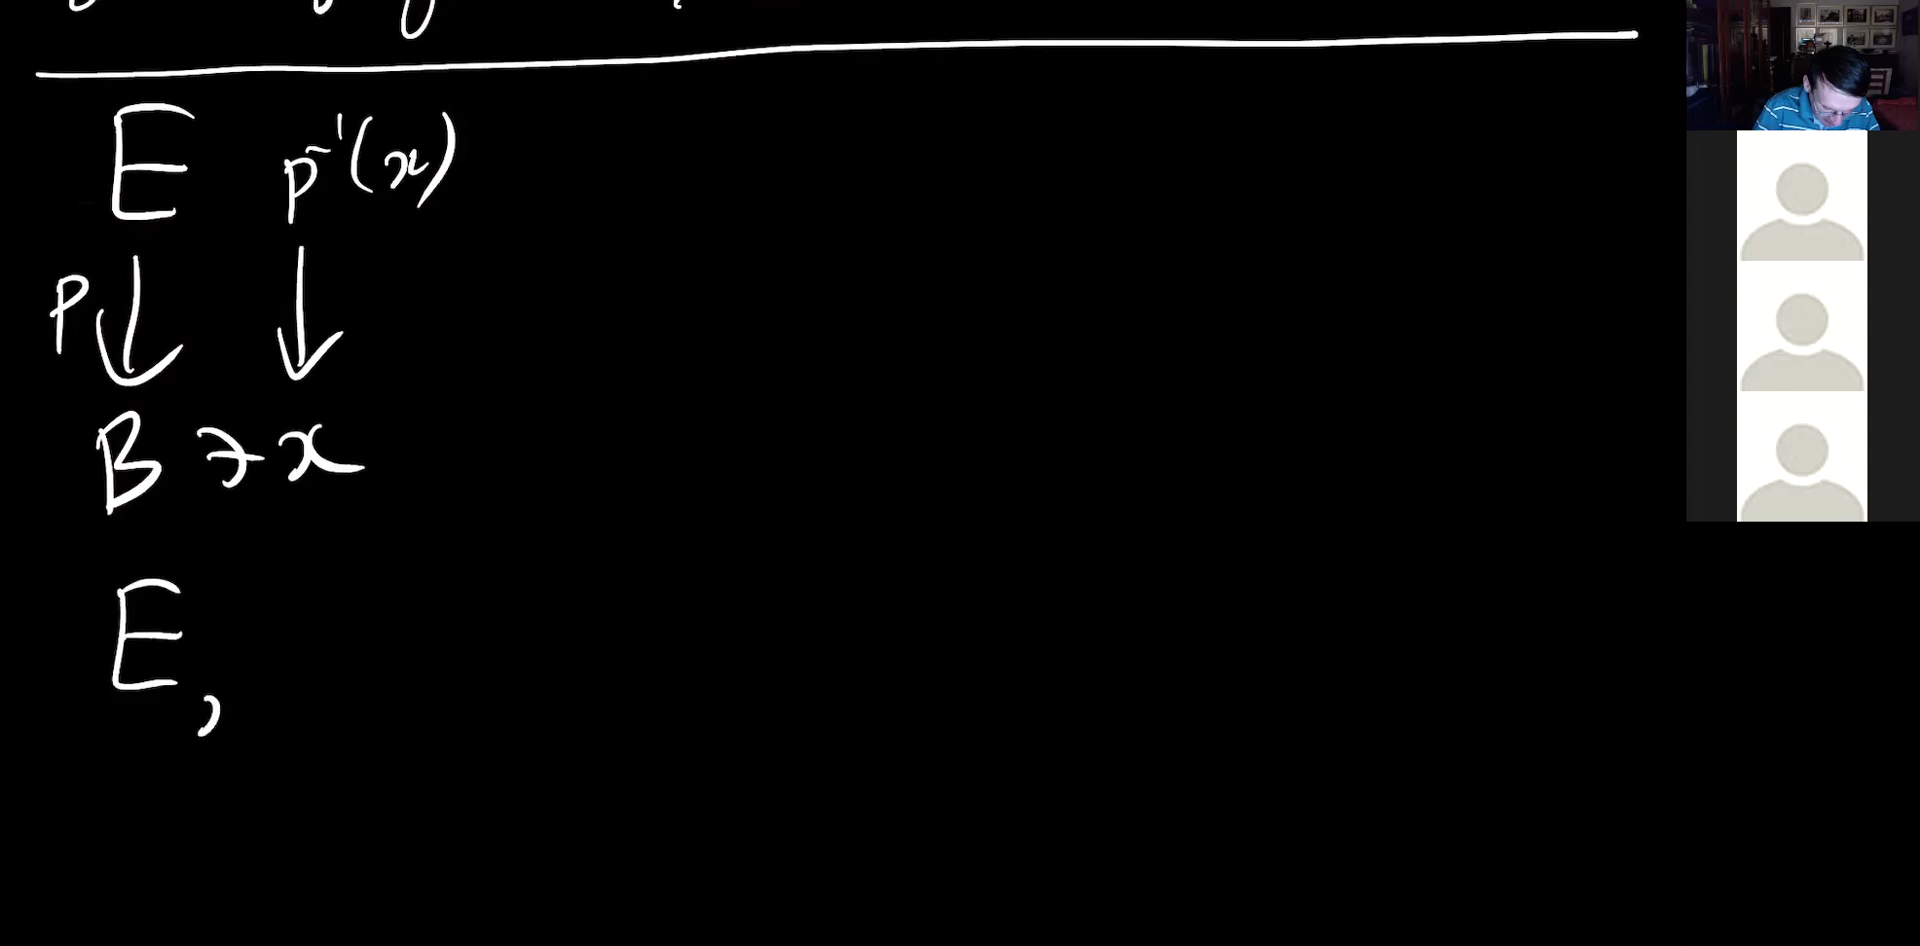 E p⁻¹(x)
P ↓ ↓
B ∋ x
E,